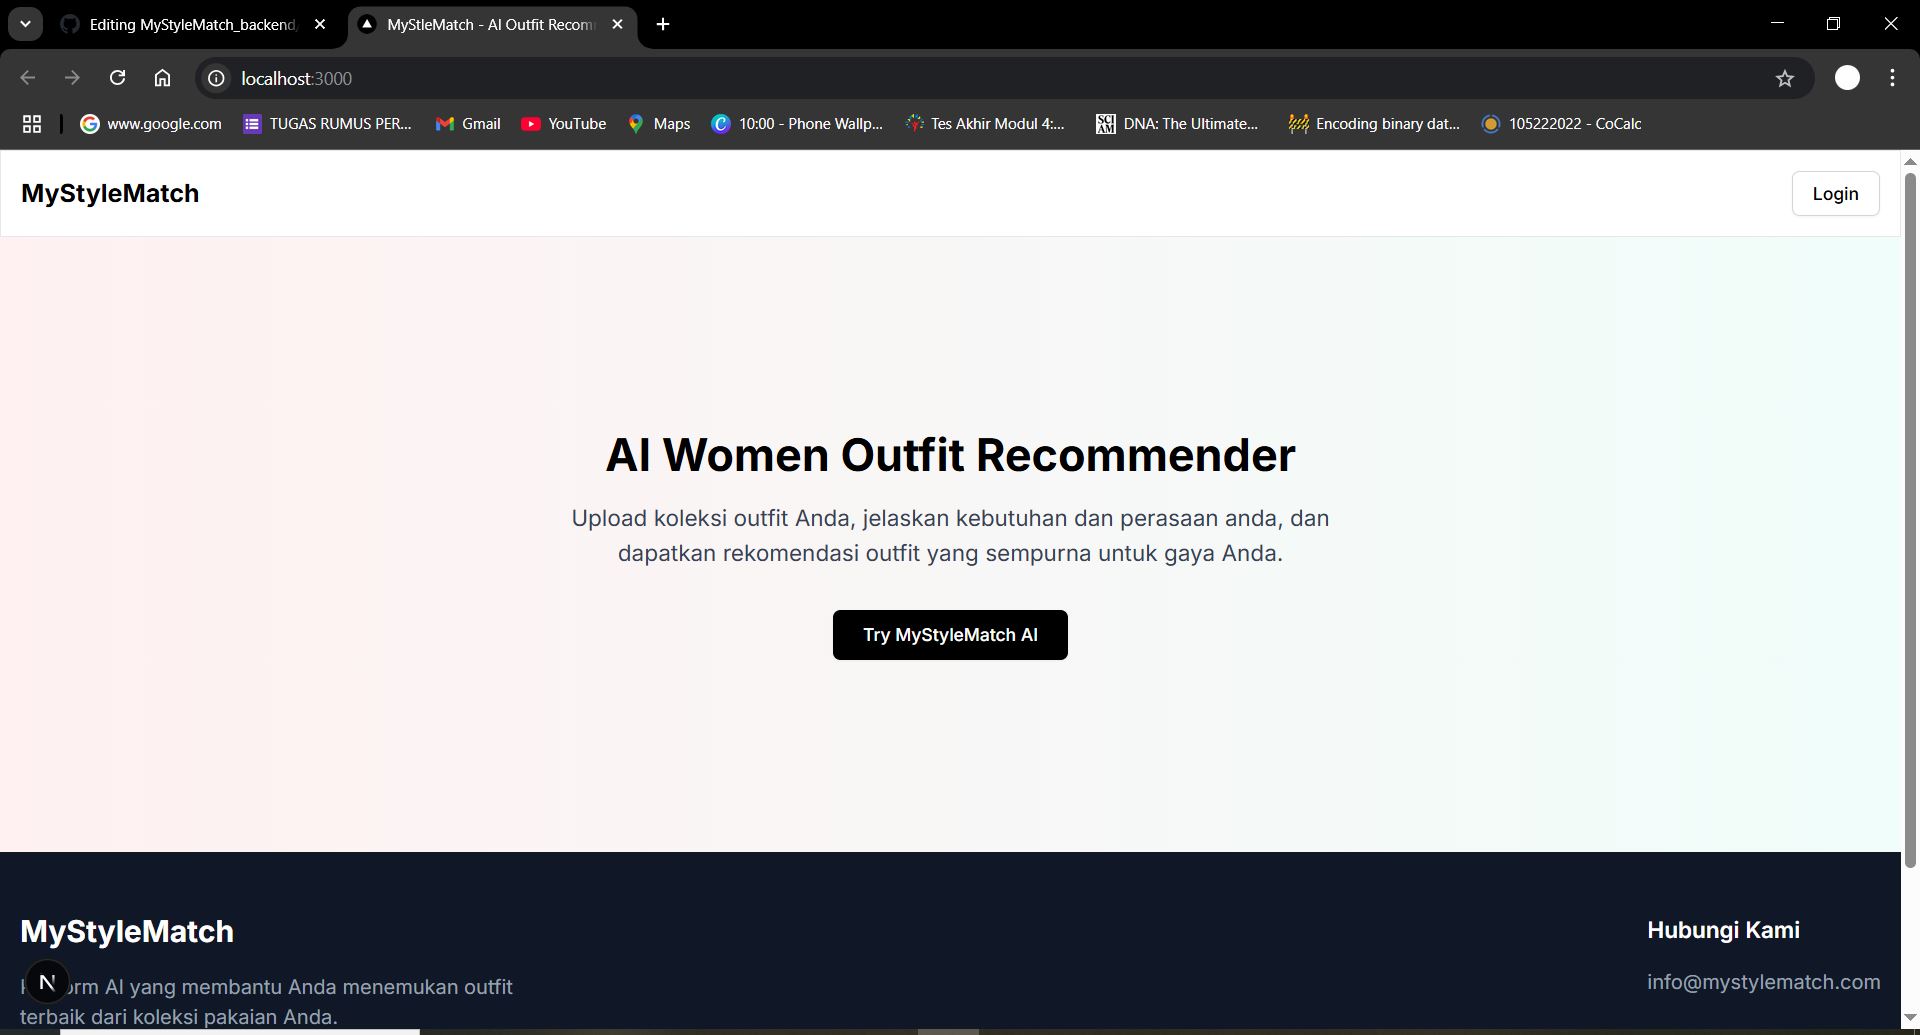 Editing MyStyleMatch_backend/
MyStleMatch - AI Outfit Recom
localhost:3000
www.google.com
TUGAS RUMUS PER...
Gmail
YouTube
Maps
10:00 - Phone Wallp...
Tes Akhir Modul 4:...
DNA: The Ultimate...
Encoding binary dat...
105222022 - CoCalc
MyStyleMatch
Login
AI Women Outfit Recommender
Upload koleksi outfit Anda, jelaskan kebutuhan dan perasaan anda, dan
dapatkan rekomendasi outfit yang sempurna untuk gaya Anda.
Try MyStyleMatch AI
MyStyleMatch
Hubungi Kami
N
AI yang membantu Anda menemukan outfit
terbaik dari koleksi pakaian Anda.
info@mystylematch.com